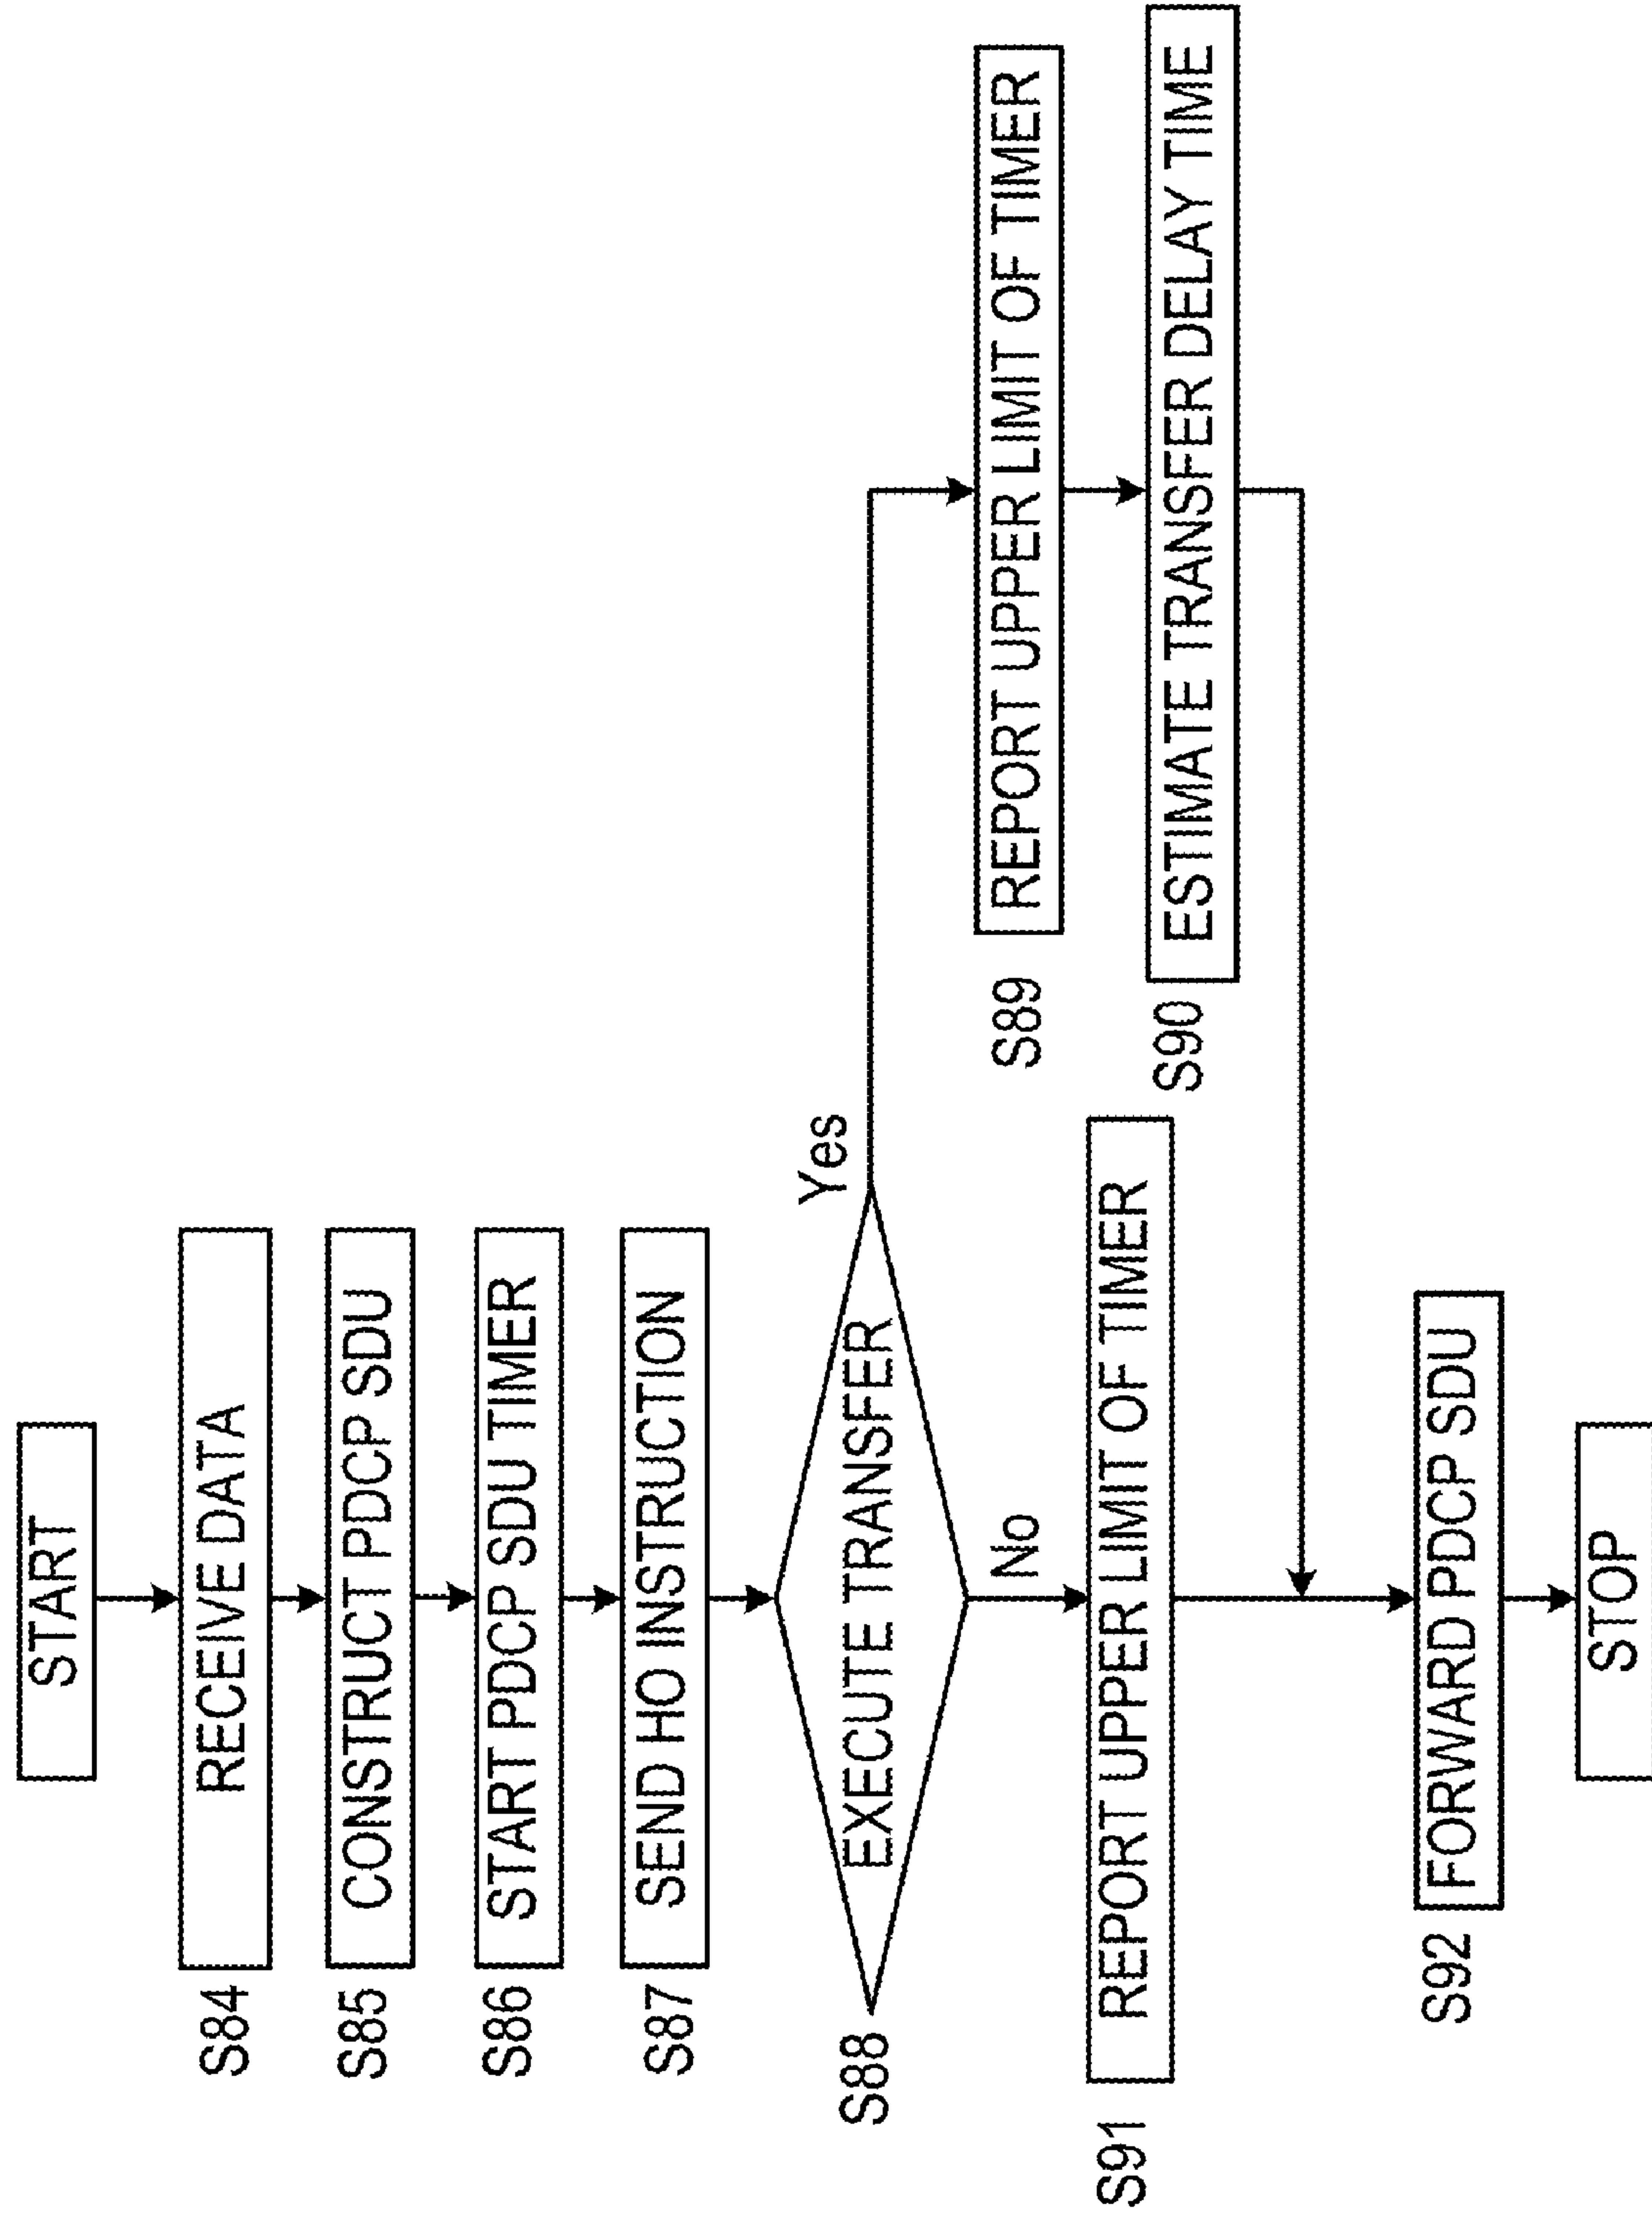 START
S84 RECEIVE DATA
S85 CONSTRUCT PDCP SDU
S86 START PDCP SDU TIMER
S87 SEND HO INSTRUCTION
S88 EXECUTE TRANSFER
Yes
No
S89 REPORT UPPER LIMIT OF TIMER
S90 ESTIMATE TRANSFER DELAY TIME
S91 REPORT UPPER LIMIT OF TIMER
S92 FORWARD PDCP SDU
STOP